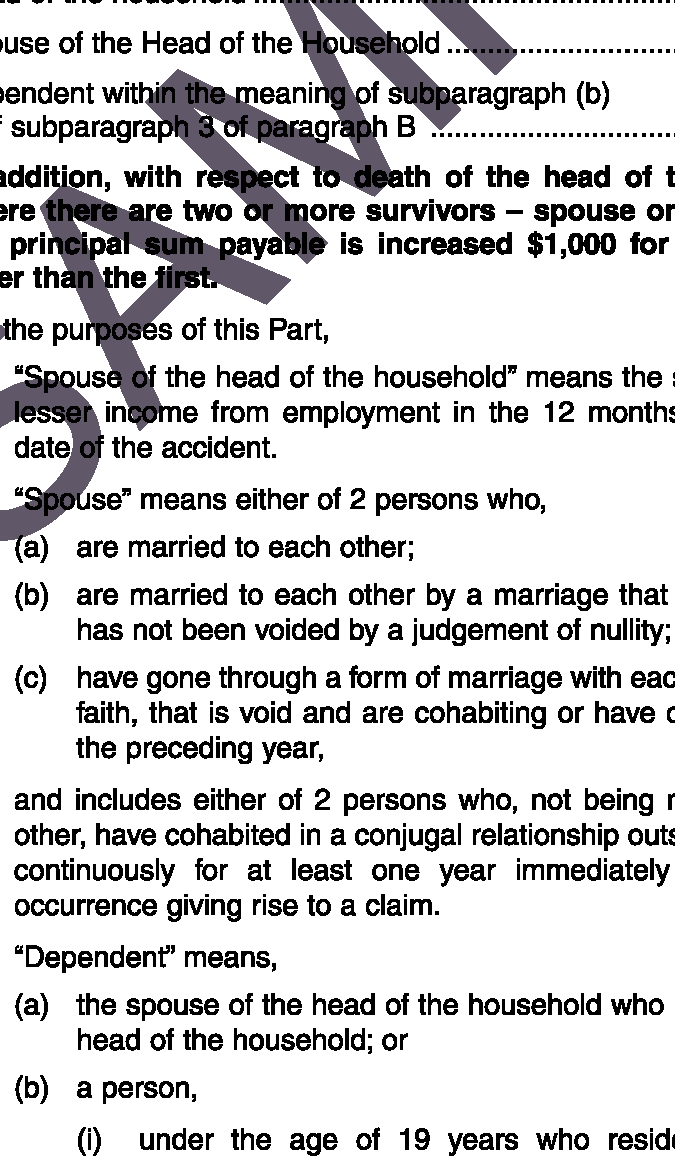 of the Head of the Household ....................................
dependent within the meaning of subparagraph (b)
subparagraph 3 of paragraph B ....................................
addition, with respect to death of the head of
there are two or more survivors – spouse or
principal sum payable is increased $1,000 for
than the first.
the purposes of this Part,
“Spouse of the head of the household” means the
lesser income from employment in the 12 months
date of the accident.
“Spouse” means either of 2 persons who,
(a) are married to each other;
(b) are married to each other by a marriage that
has not been voided by a judgement of nullity;
(c) have gone through a form of marriage with
faith, that is void and are cohabiting or have
the preceding year,
and includes either of 2 persons who, not being
other, have cohabited in a conjugal relationship
continuously for at least one year immediately
occurrence giving rise to a claim.
“Dependent” means,
(a) the spouse of the head of the household who
head of the household; or
(b) a person,
(i) under the age of 19 years who